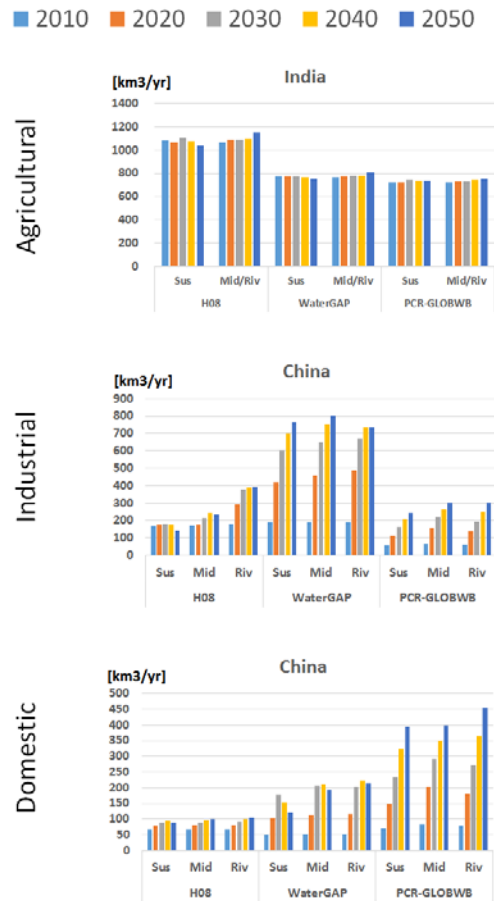 2010 2020 2030 2040 2050
Agricultural
[km3/yr] India
1400
1200
1000
800
600
400
200
0
Sus Mid/Riv Sus Mid/Riv Sus Mid/Riv
H08 WaterGAP PCR-GLOBWB
Industrial
[km3/yr] China
900
800
700
600
500
400
300
200
100
0
Sus Mid Riv Sus Mid Riv Sus Mid Riv
H08 WaterGAP PCR-GLOBWB
Domestic
[km3/yr] China
500
450
400
350
300
250
200
150
100
50
0
Sus Mid Riv Sus Mid Riv Sus Mid Riv
H08 WaterGAP PCR-GLOBWB